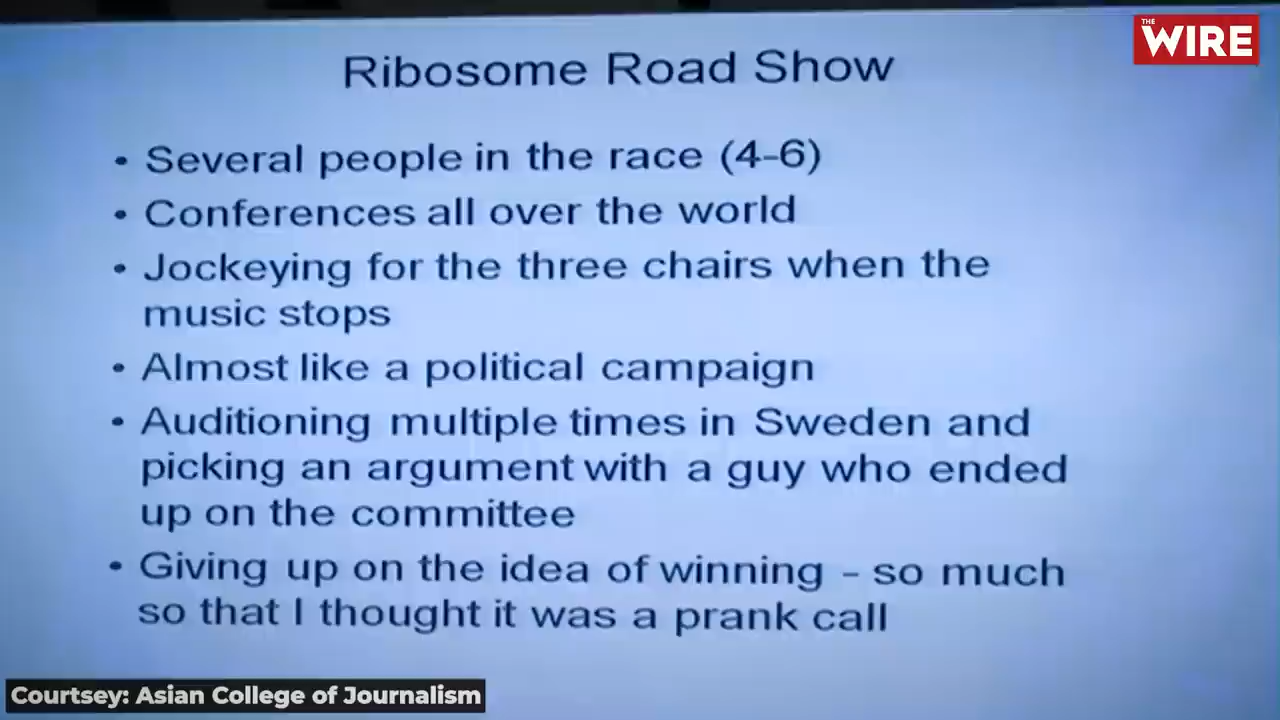 THE
WIRE
Ribosome Road Show
• Several people in the race (4-6)
• Conferences all over the world
• Jockeying for the three chairs when the
music stops
• Almost like a political campaign
• Auditioning multiple times in Sweden and
picking an argument with a guy who ended
up on the committee
• Giving up on the idea of winning – so much
so that I thought it was a prank call
Courtsey: Asian College of Journalism